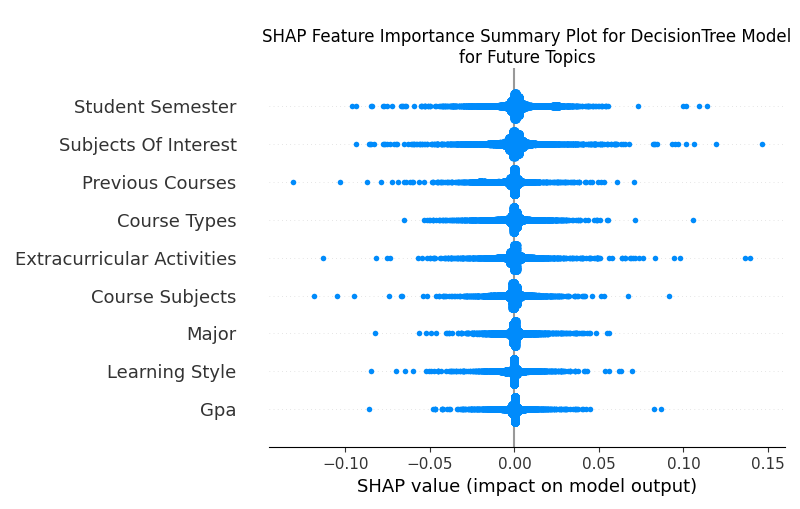 SHAP Feature Importance Summary Plot for DecisionTree Model
for Future Topics
Student Semester
Subjects Of Interest
Previous Courses
Course Types
Extracurricular Activities
Course Subjects
Major
Learning Style
Gpa
−0.10 −0.05 0.00 0.05 0.10 0.15
SHAP value (impact on model output)